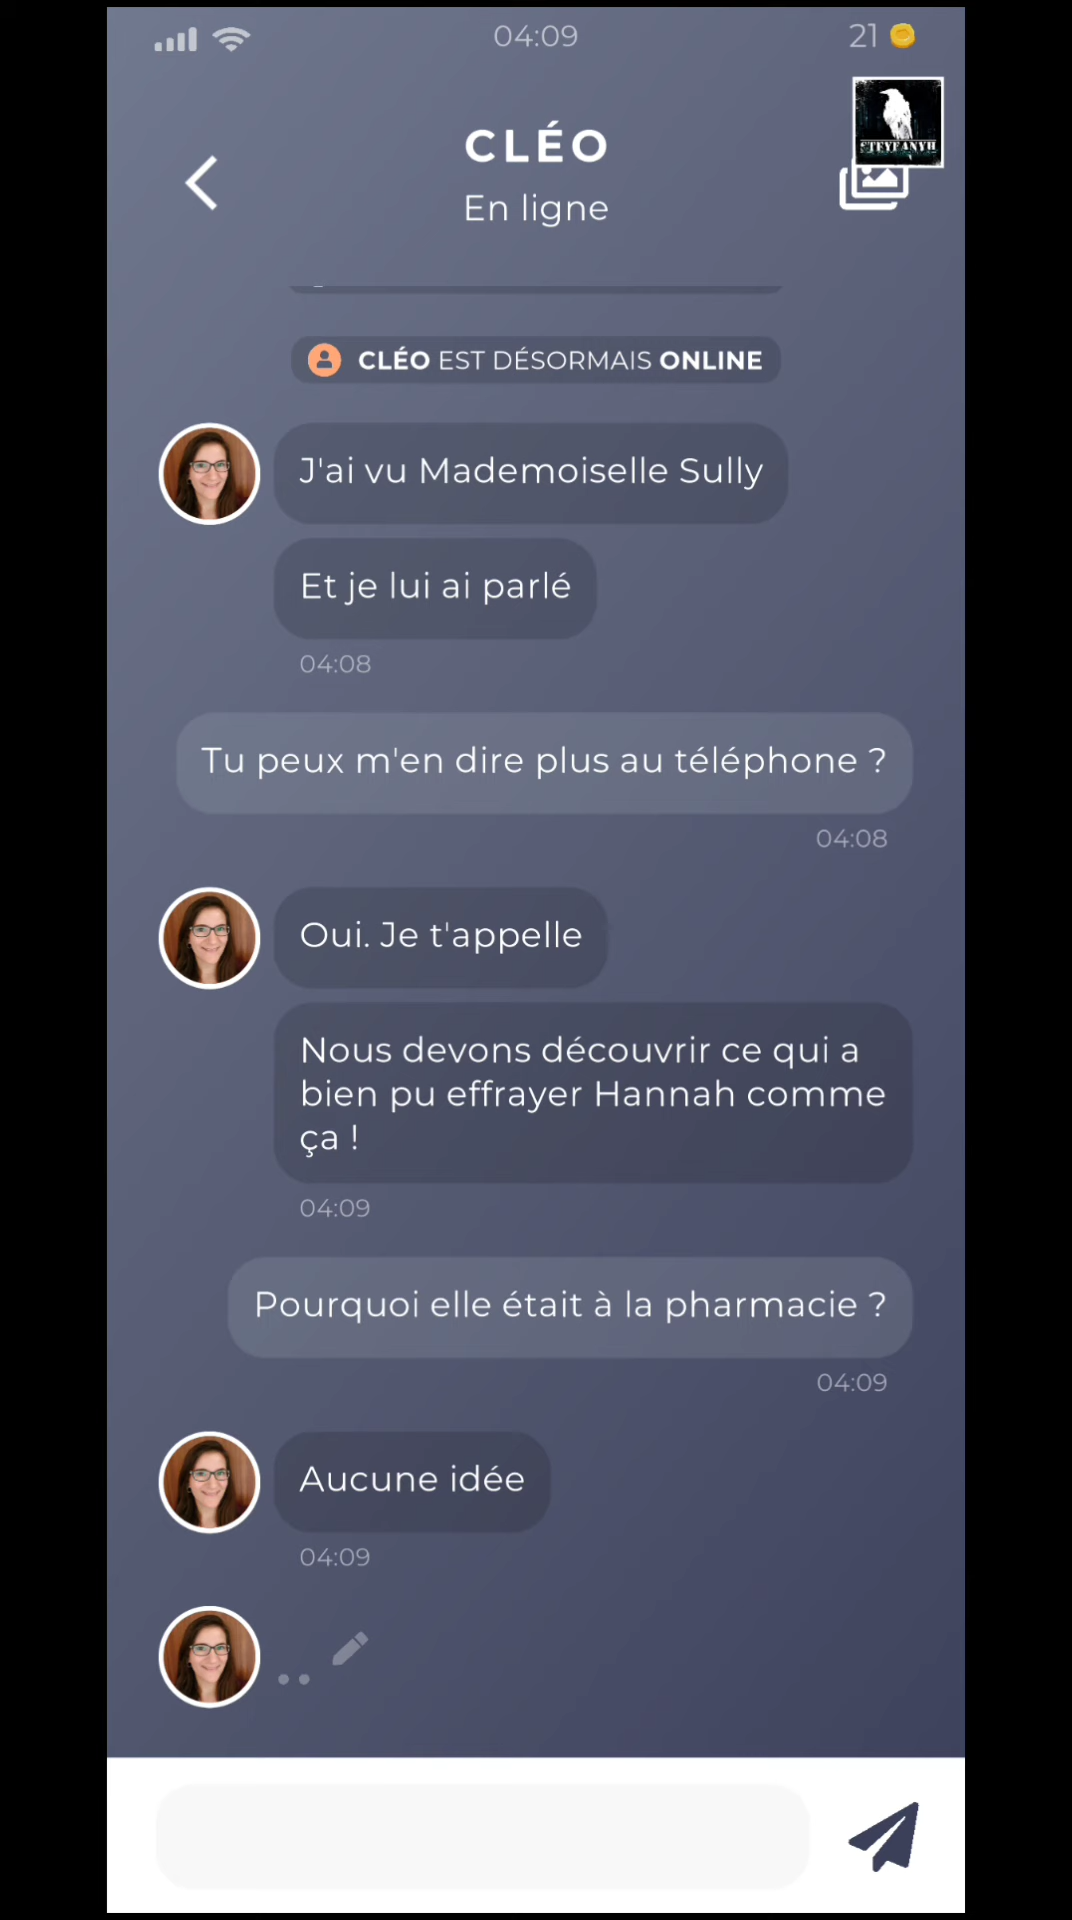 04:09
21
STEYFANYH
CLÉO
En ligne
CLÉO EST DÉSORMAIS ONLINE
J'ai vu Mademoiselle Sully
Et je lui ai parlé
04:08
Tu peux m'en dire plus au téléphone ?
04:08
Oui. Je t'appelle
Nous devons découvrir ce qui a
bien pu effrayer Hannah comme
ça !
04:09
Pourquoi elle était à la pharmacie ?
04:09
Aucune idée
04:09